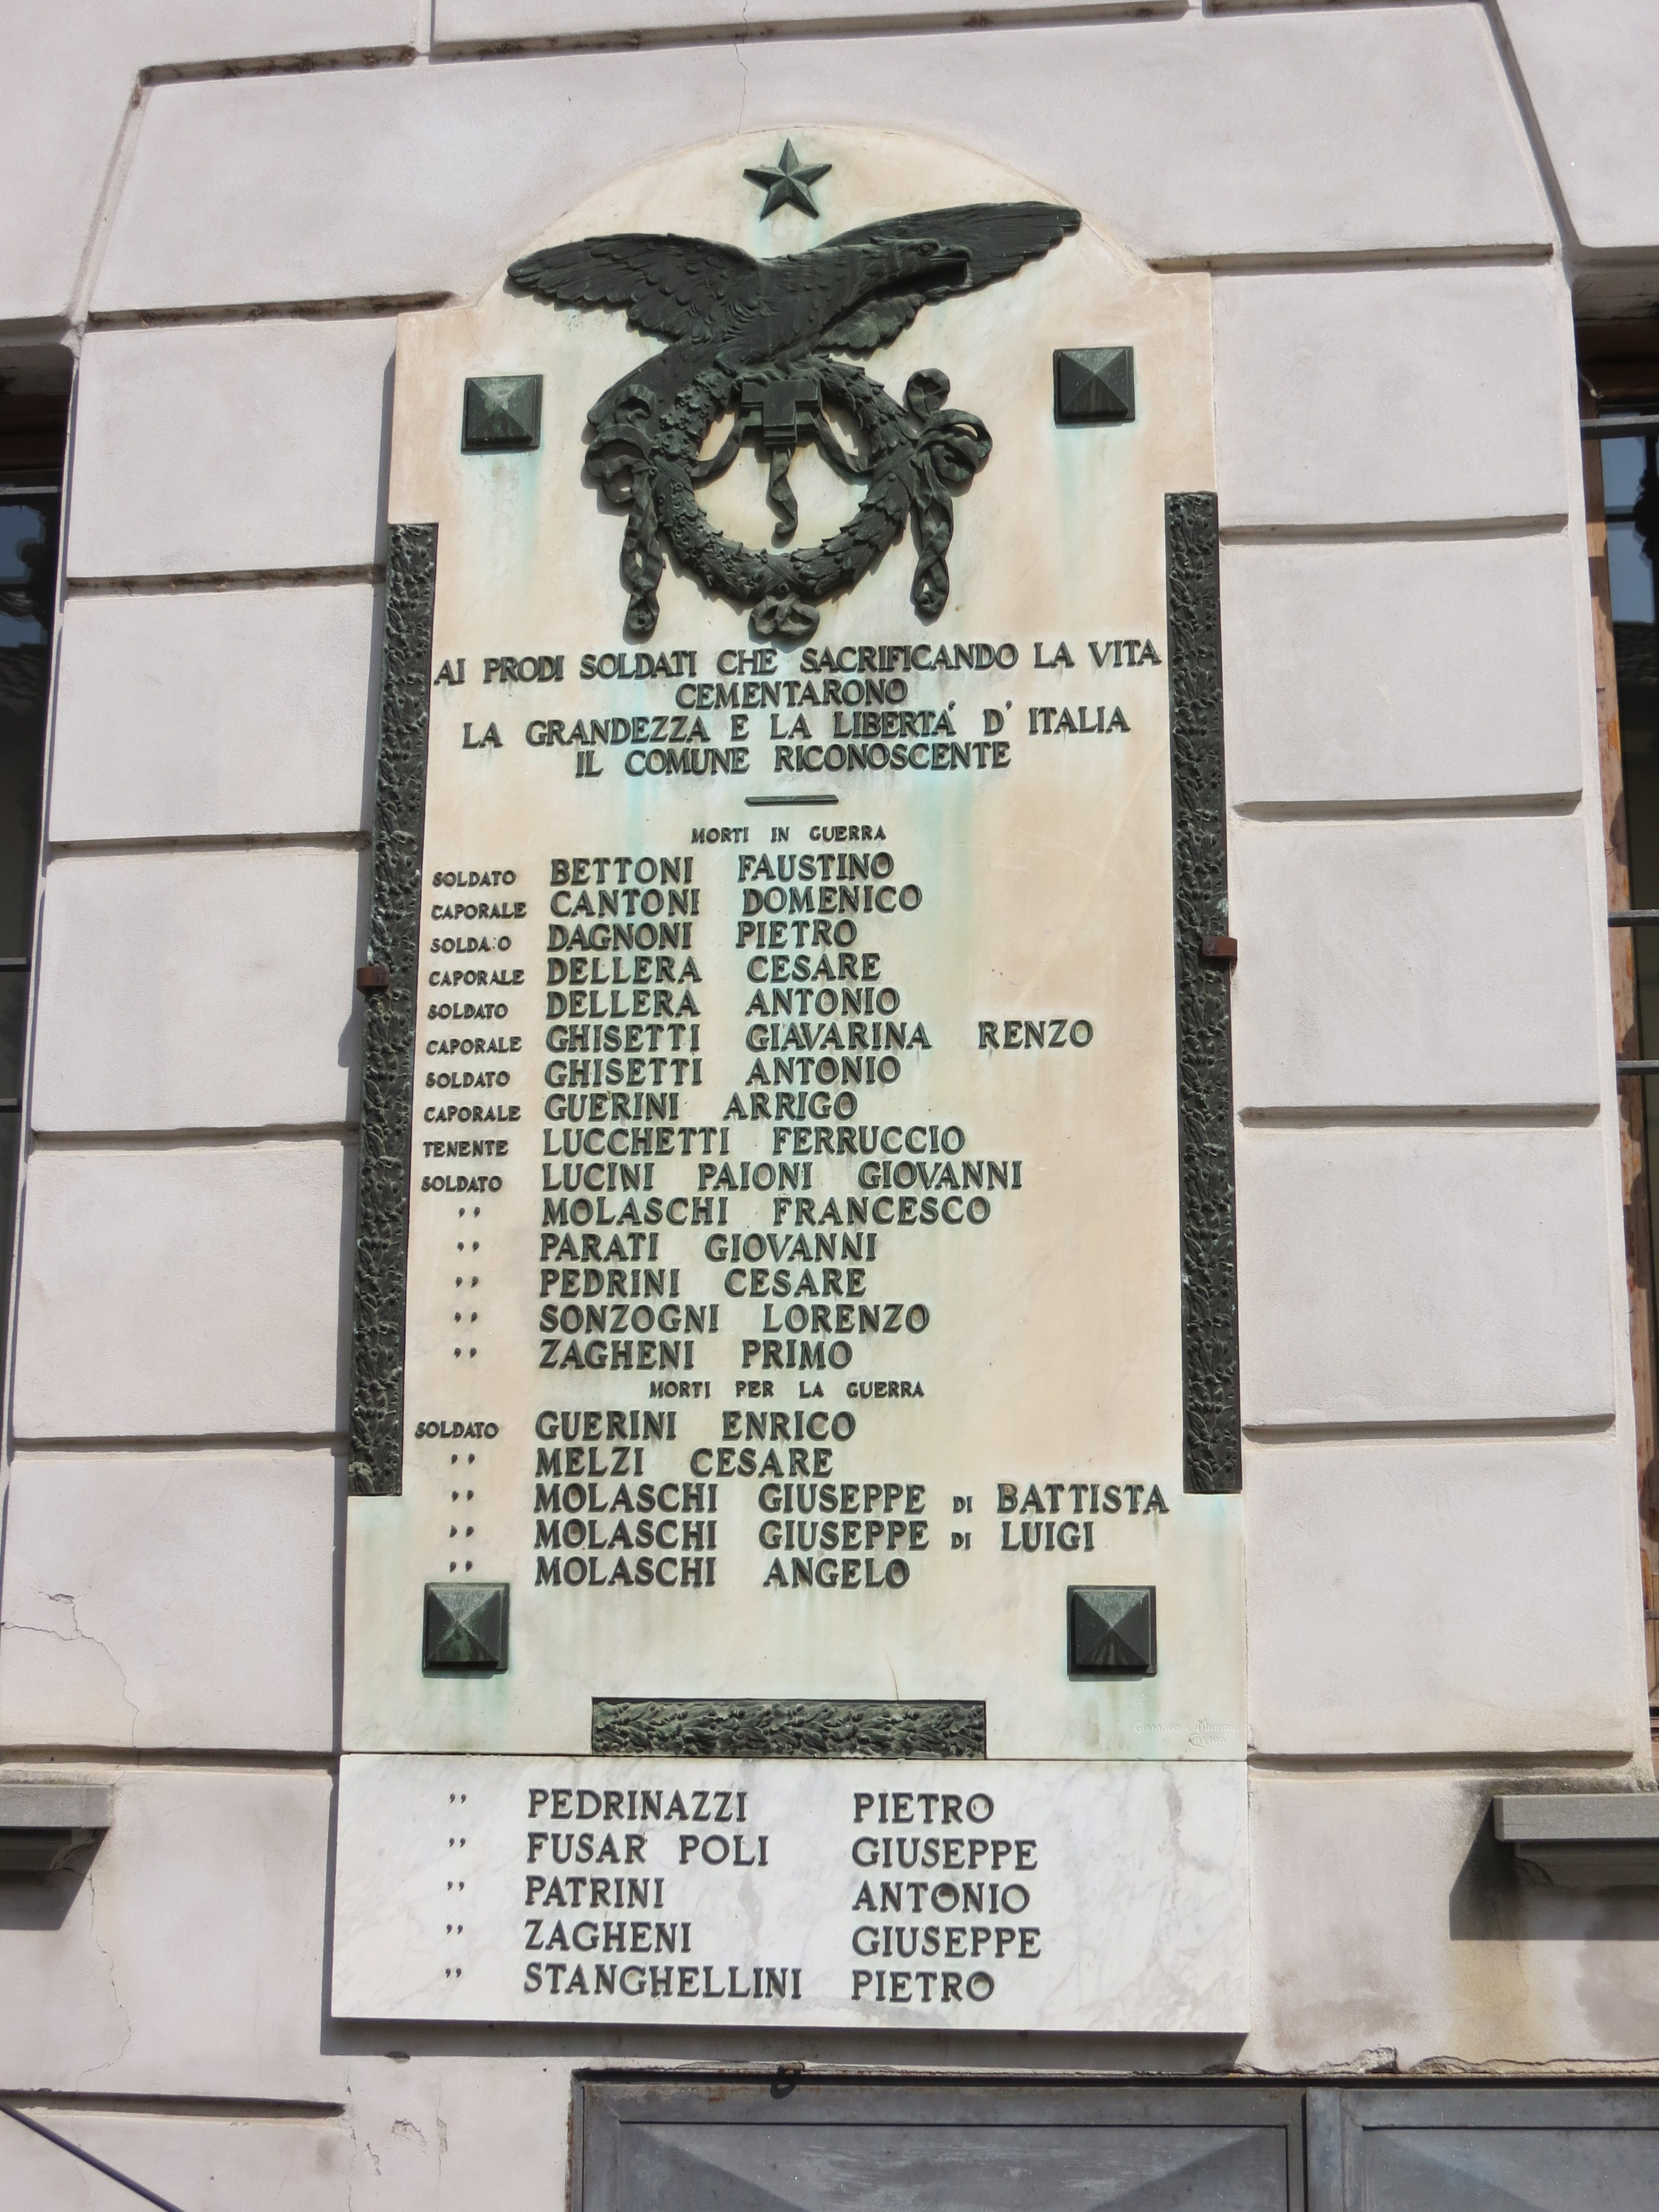 AI PRODI SOLDATI CHE SACRIFICANDO LA VITA
CEMENTARONO
LA GRANDEZZA E LA LIBERTA' D' ITALIA
IL COMUNE RICONOSCENTE
MORTI IN GUERRA
SOLDATO BETTONI FAUSTINO
CAPORALE CANTONI DOMENICO
SOLDA:O DAGNONI PIETRO
CAPORALE DELLERA CESARE
SOLDATO DELLERA ANTONIO
CAPORALE GHISETTI GIAVARINA RENZO
SOLDATO GHISETTI ANTONIO
CAPORALE GUERINI ARRIGO
TENENTE LUCCHETTI FERRUCCIO
SOLDATO LUCINI PAIONI GIOVANNI
,, MOLASCHI FRANCESCO
,, PARATI GIOVANNI
,, PEDRINI CESARE
,, SONZOGNI LORENZO
,, ZAGHENI PRIMO
MORTI PER LA GUERRA
SOLDATO GUERINI ENRICO
,, MELZI CESARE
,, MOLASCHI GIUSEPPE DI BATTISTA
,, MOLASCHI GIUSEPPE DI LUIGI
,, MOLASCHI ANGELO
,, PEDRINAZZI PIETRO
,, FUSAR POLI GIUSEPPE
,, PATRINI ANTONIO
,, ZAGHENI GIUSEPPE
,, STANGHELLINI PIETRO